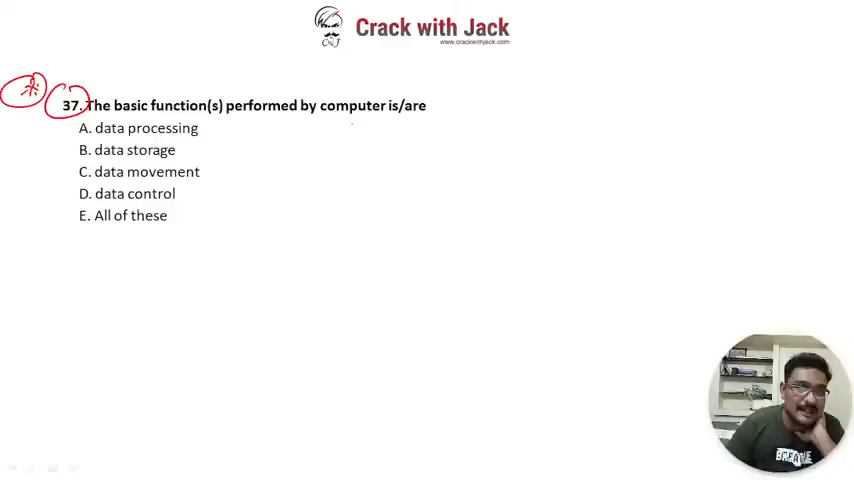 Crack with Jack
www.crackwithjack.com
37. The basic function(s) performed by computer is/are
A. data processing
B. data storage
C. data movement
D. data control
E. All of these